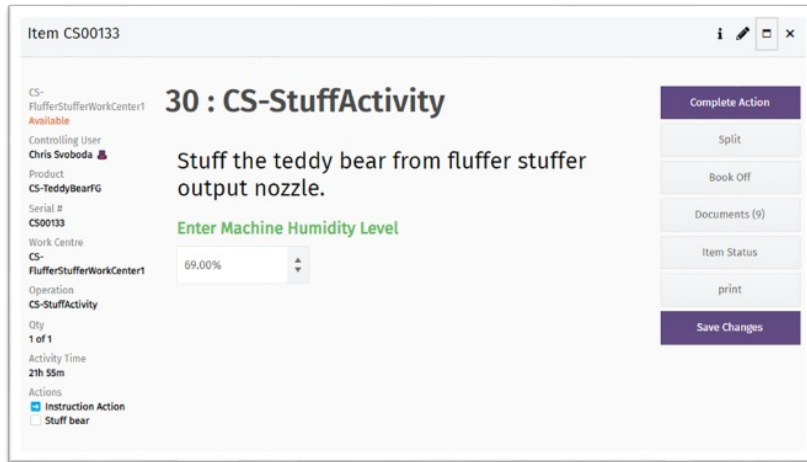 Item CS00133
CS-
FlufferStufferWorkCenter1
Available
Controlling User
Chris Svoboda
Product
CS-TeddyBearFG
Serial #
CS00133
Work Centre
CS-
FlufferStufferWorkCenter1
Operation
CS-StuffActivity
Qty
1 of 1
Activity Time
21h 55m
Actions
Instruction Action
Stuff bear
30 : CS-StuffActivity
Stuff the teddy bear from fluffer stuffer
output nozzle.
Enter Machine Humidity Level
69.00%
Complete Action
Split
Book Off
Documents (9)
Item Status
print
Save Changes